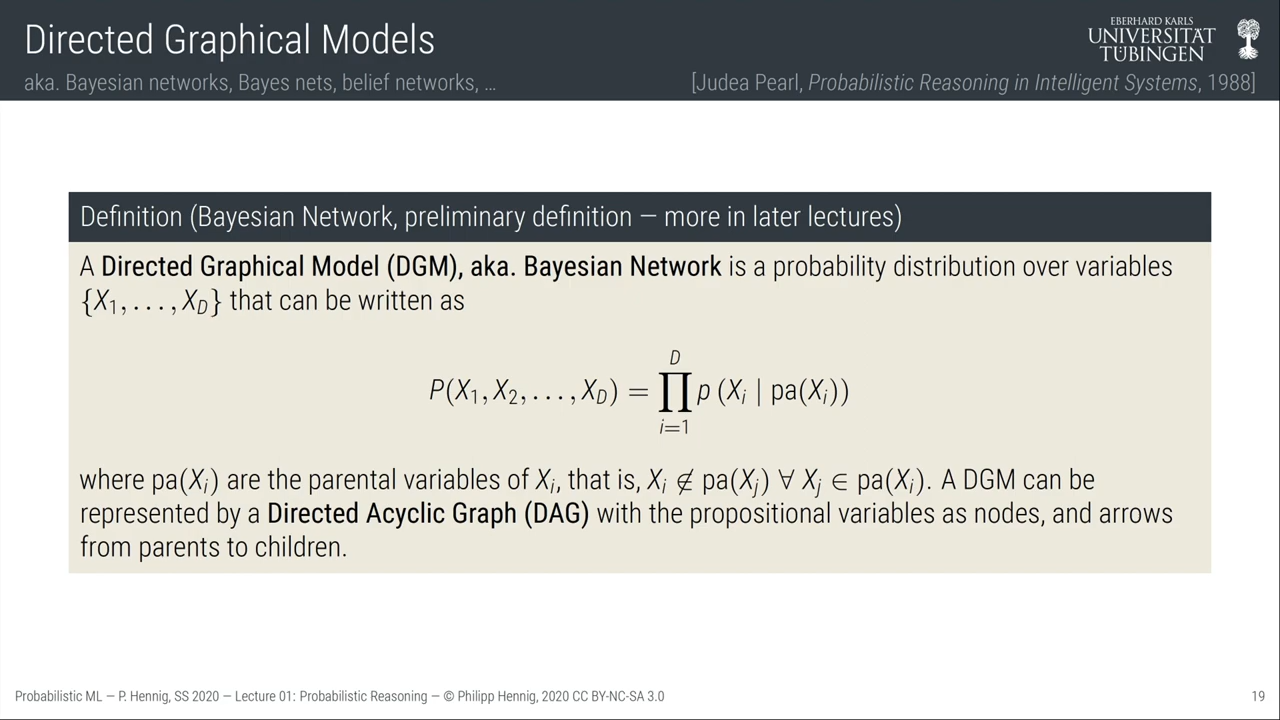 Directed Graphical Models
EBERHARD KARLS
UNIVERSITÄT
TÜBINGEN
aka. Bayesian networks, Bayes nets, belief networks, …
[Judea Pearl, Probabilistic Reasoning in Intelligent Systems, 1988]
Definition (Bayesian Network, preliminary definition — more in later lectures)
A Directed Graphical Model (DGM), aka. Bayesian Network is a probability distribution over variables
{X₁, . . . , X_D} that can be written as
P(X₁, X₂, . . . , X_D) = ∏_{i=1}^{D} p (Xᵢ | pa(Xᵢ))
where pa(Xᵢ) are the parental variables of Xᵢ, that is, Xᵢ ∉ pa(Xⱼ) ∀ Xⱼ ∈ pa(Xᵢ). A DGM can be
represented by a Directed Acyclic Graph (DAG) with the propositional variables as nodes, and arrows
from parents to children.
Probabilistic ML — P. Hennig, SS 2020 — Lecture 01: Probabilistic Reasoning — © Philipp Hennig, 2020 CC BY-NC-SA 3.0
19